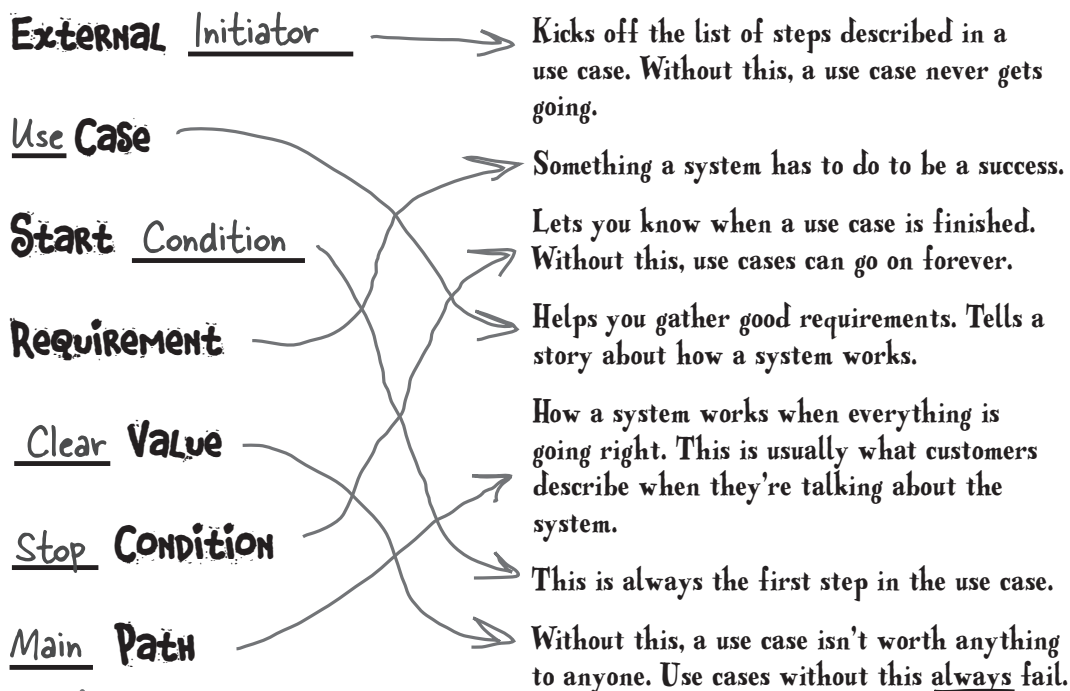 External Initiator
Use Case
Start Condition
Requirement
Clear Value
Stop Condition
Main Path
Kicks off the list of steps described in a
use case. Without this, a use case never gets
going.
Something a system has to do to be a success.
Lets you know when a use case is finished.
Without this, use cases can go on forever.
Helps you gather good requirements. Tells a
story about how a system works.
How a system works when everything is
going right. This is usually what customers
describe when they're talking about the
system.
This is always the first step in the use case.
Without this, a use case isn't worth anything
to anyone. Use cases without this always fail.